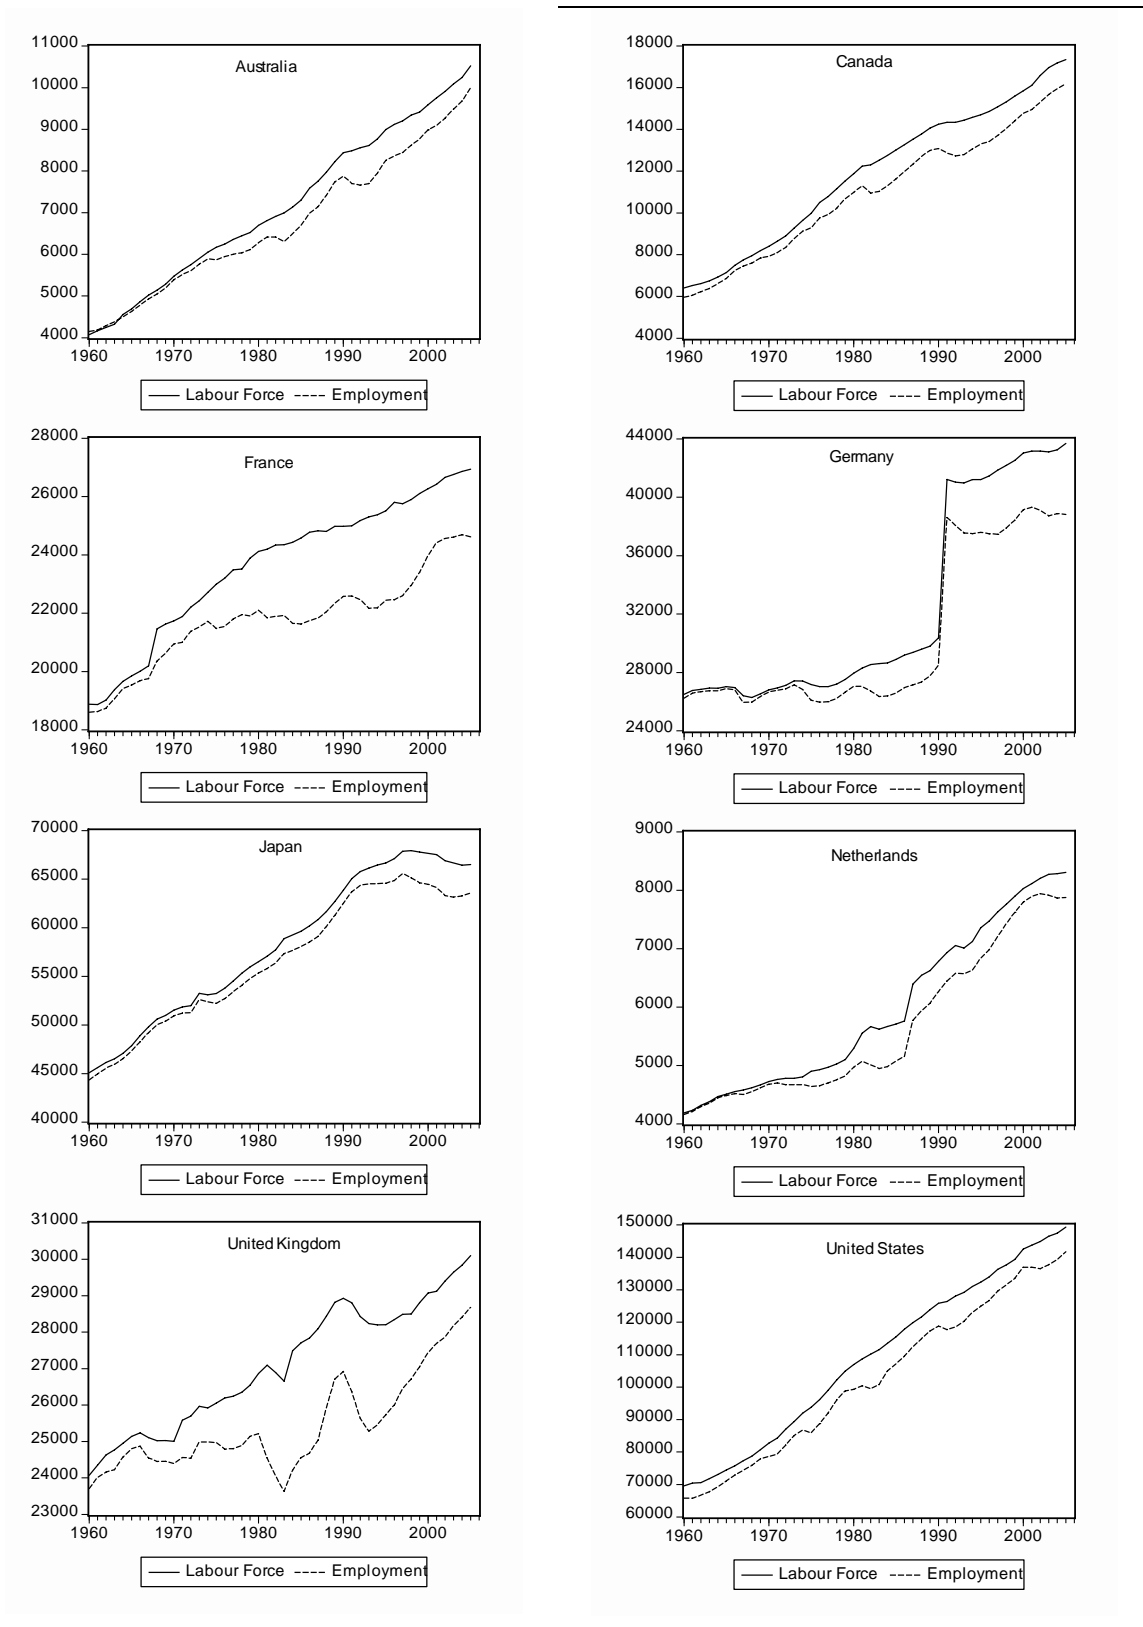 Australia
11000
10000
9000
8000
7000
6000
5000
4000
1960 1970 1980 1990 2000
Labour Force Employment
Canada
18000
16000
14000
12000
10000
8000
6000
4000
1960 1970 1980 1990 2000
Labour Force Employment
France
28000
26000
24000
22000
20000
18000
1960 1970 1980 1990 2000
Labour Force Employment
Germany
44000
40000
36000
32000
28000
24000
1960 1970 1980 1990 2000
Labour Force Employment
Japan
70000
65000
60000
55000
50000
45000
40000
1960 1970 1980 1990 2000
Labour Force Employment
Netherlands
9000
8000
7000
6000
5000
4000
1960 1970 1980 1990 2000
Labour Force Employment
United Kingdom
31000
30000
29000
28000
27000
26000
25000
24000
23000
1960 1970 1980 1990 2000
Labour Force Employment
United States
150000
140000
130000
120000
110000
100000
90000
80000
70000
60000
1960 1970 1980 1990 2000
Labour Force Employment